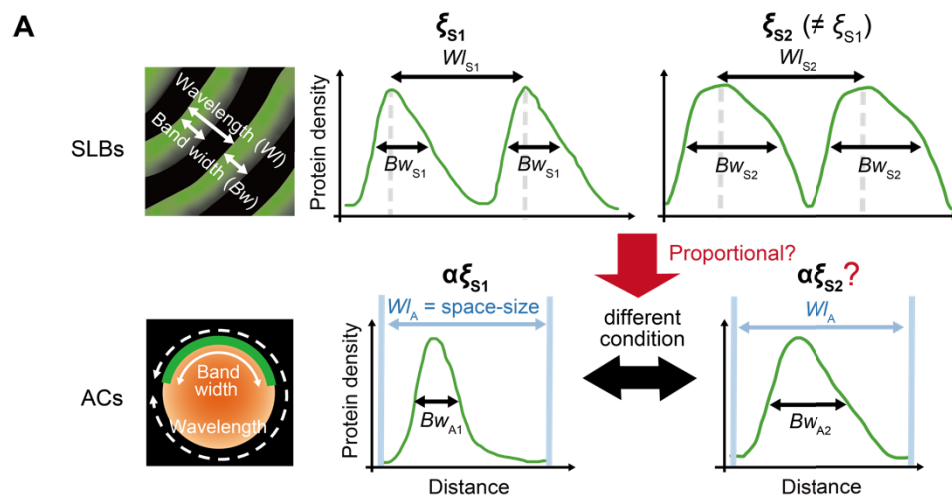 A
ξS1
ξS2 (≠ ξS1)
WlS1
WlS2
SLBs
Wavelength (Wl)
Band width (Bw)
Protein density
BwS1
BwS1
BwS2
BwS2
Proportional?
αξS1
αξS2?
WlA = space-size
different
condition
WlA
ACs
Band
width
Wavelength
Protein density
BwA1
BwA2
Distance
Distance